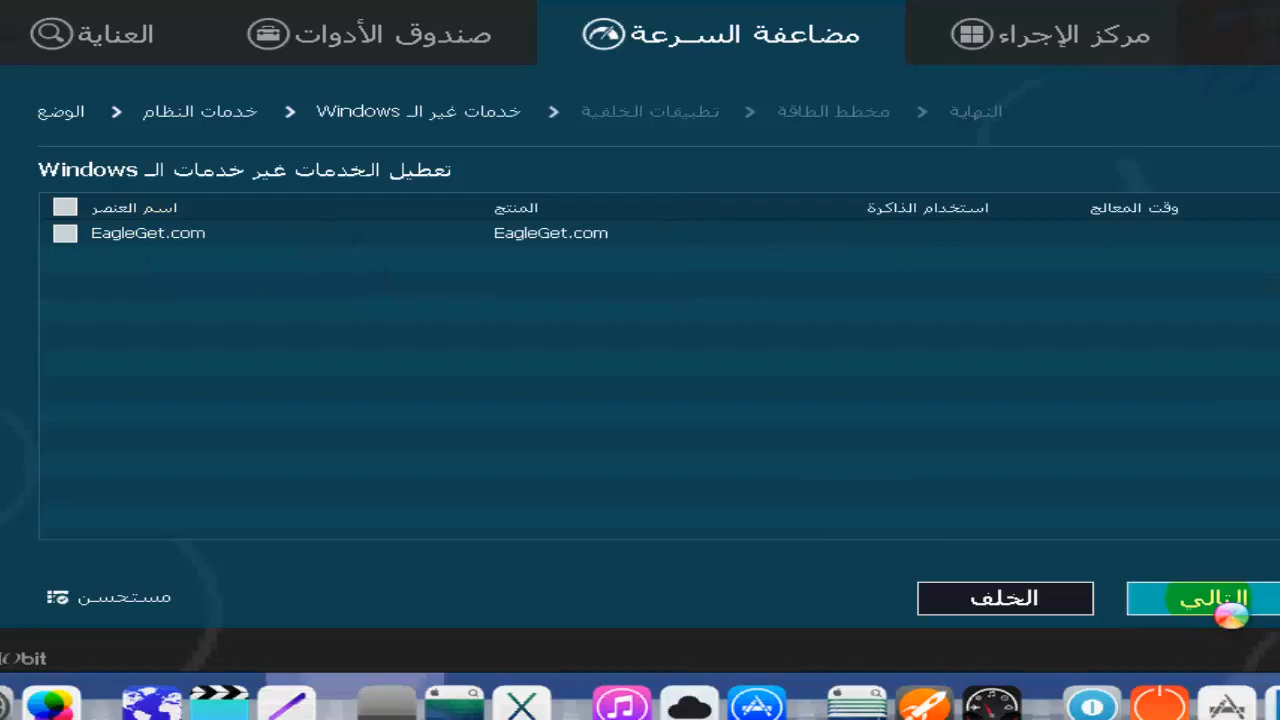 العناية
صندوق الأدوات
مضاعفة السرعة
مركز الإجراء
الوضع
خدمات النظام
خدمات غير الـ Windows
تطبيقات الخلفية
مخطط الطاقة
النهاية
تعطيل الخدمات غير خدمات الـ Windows
اسم العنصر
المنتج
استخدام الذاكرة
وقت المعالج
EagleGet.com
EagleGet.com
مستحسن
الخلف
التالي
IObit